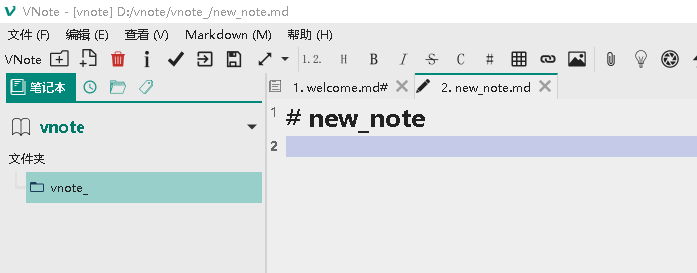 VNote - [vnote] D:/vnote/vnote_/new_note.md
文件 (F) 编辑 (E) 查看 (V) Markdown (M) 帮助 (H)
VNote 1.2. H B I S C #
笔记本 1. welcome.md# 2. new_note.md
1 # new_note
vnote
2
文件夹
vnote_